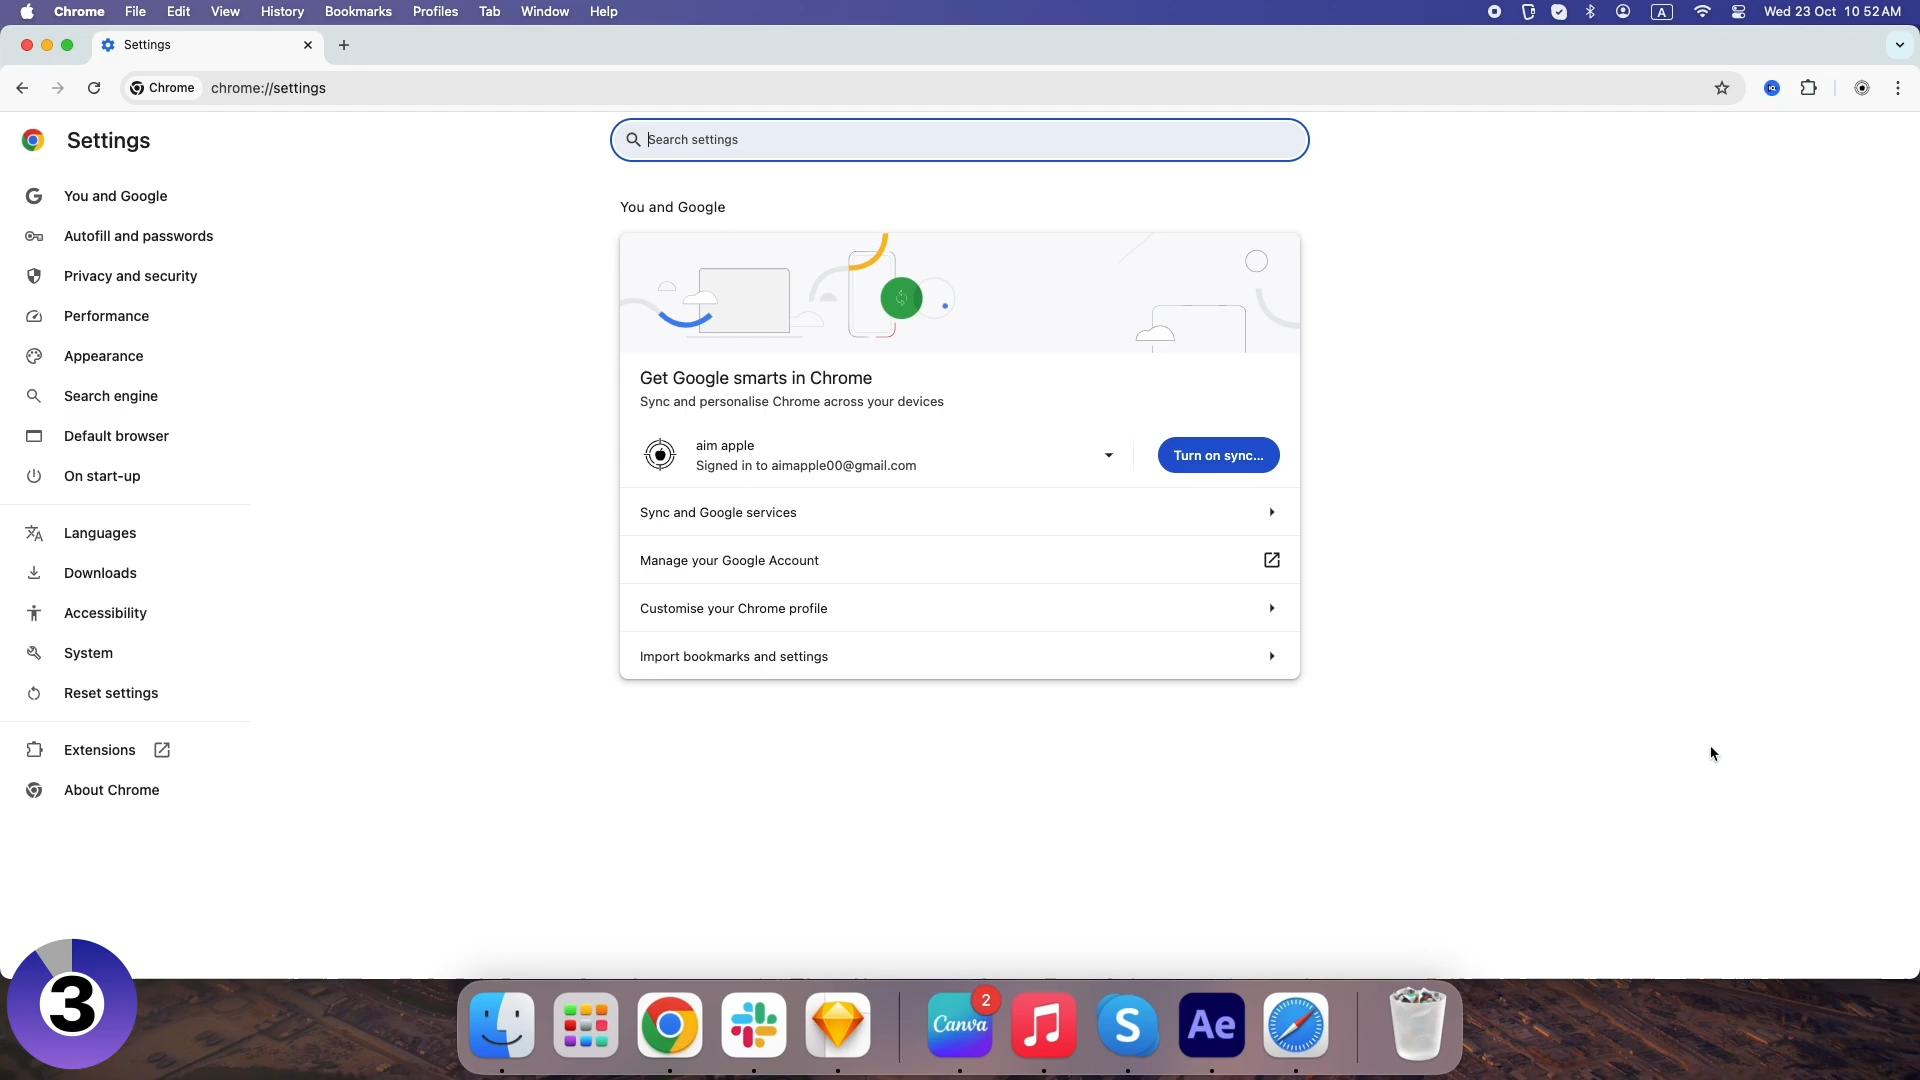 Chrome File Edit View History Bookmarks Profiles Tab Window Help A Wed 23 Oct 10 52 AM
Settings
Chrome chrome://settings
Settings
Search settings
You and Google
Autofill and passwords
Privacy and security
Performance
Appearance
Search engine
Default browser
On start-up
Languages
Downloads
Accessibility
System
Reset settings
Extensions
About Chrome
You and Google
Get Google smarts in Chrome
Sync and personalise Chrome across your devices
aim apple
Signed in to aimapple00@gmail.com
Turn on sync...
Sync and Google services
Manage your Google Account
Customise your Chrome profile
Import bookmarks and settings
3
Canva
2
S
Ae